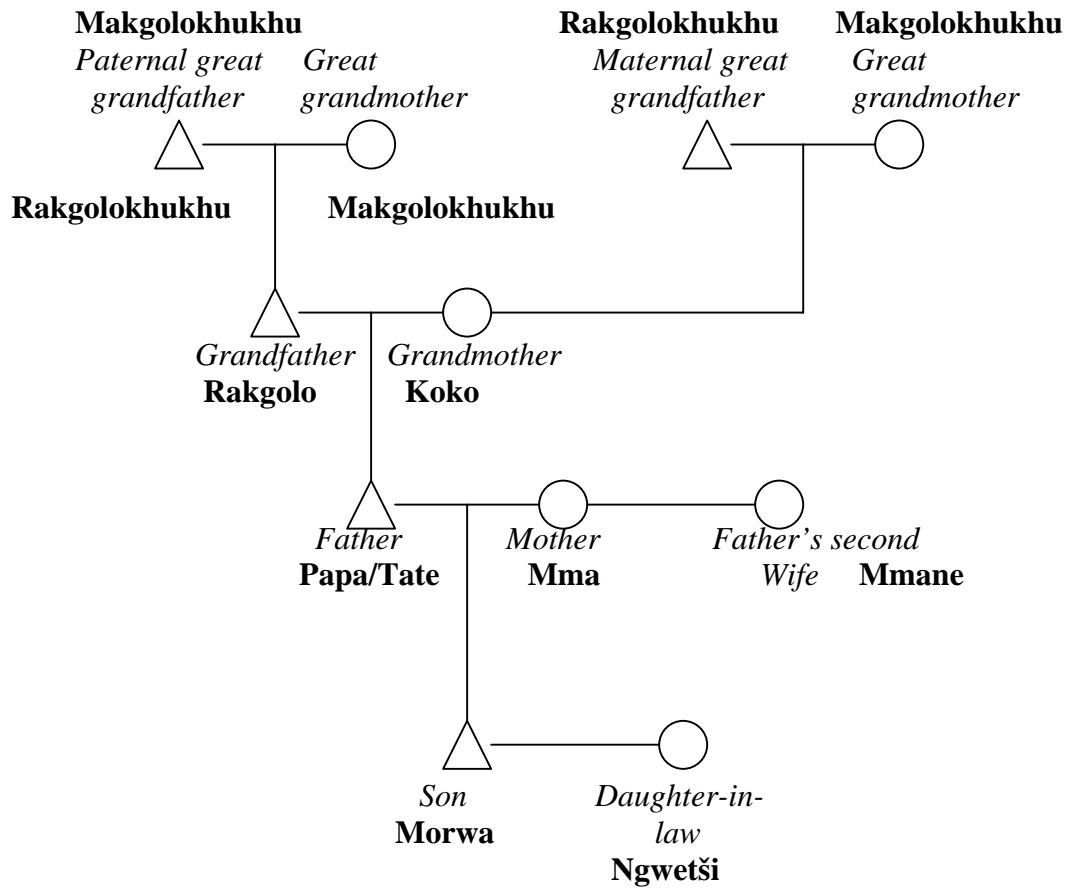 Makgolokhukhu Rakgolokhukhu Makgolokhukhu
Paternal great Great Maternal great Great
grandfather grandmother grandfather grandmother
Rakgolokhukhu Makgolokhukhu
Grandfather Grandmother
Rakgolo Koko
Father Mother Father's second
Papa/Tate Mma Wife Mmane
Son Daughter-in-
Morwa law
Ngwetši